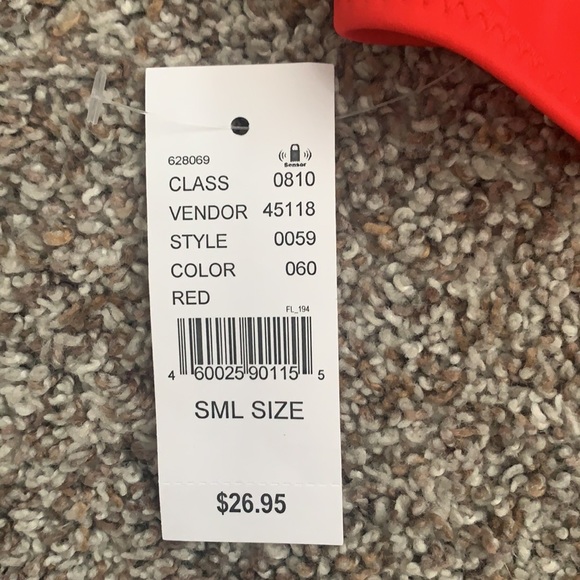 628069
Sensor
CLASS 0810
VENDOR 45118
STYLE 0059
COLOR 060
RED
FL_194
4 60025 90115 5
SML SIZE
$26.95